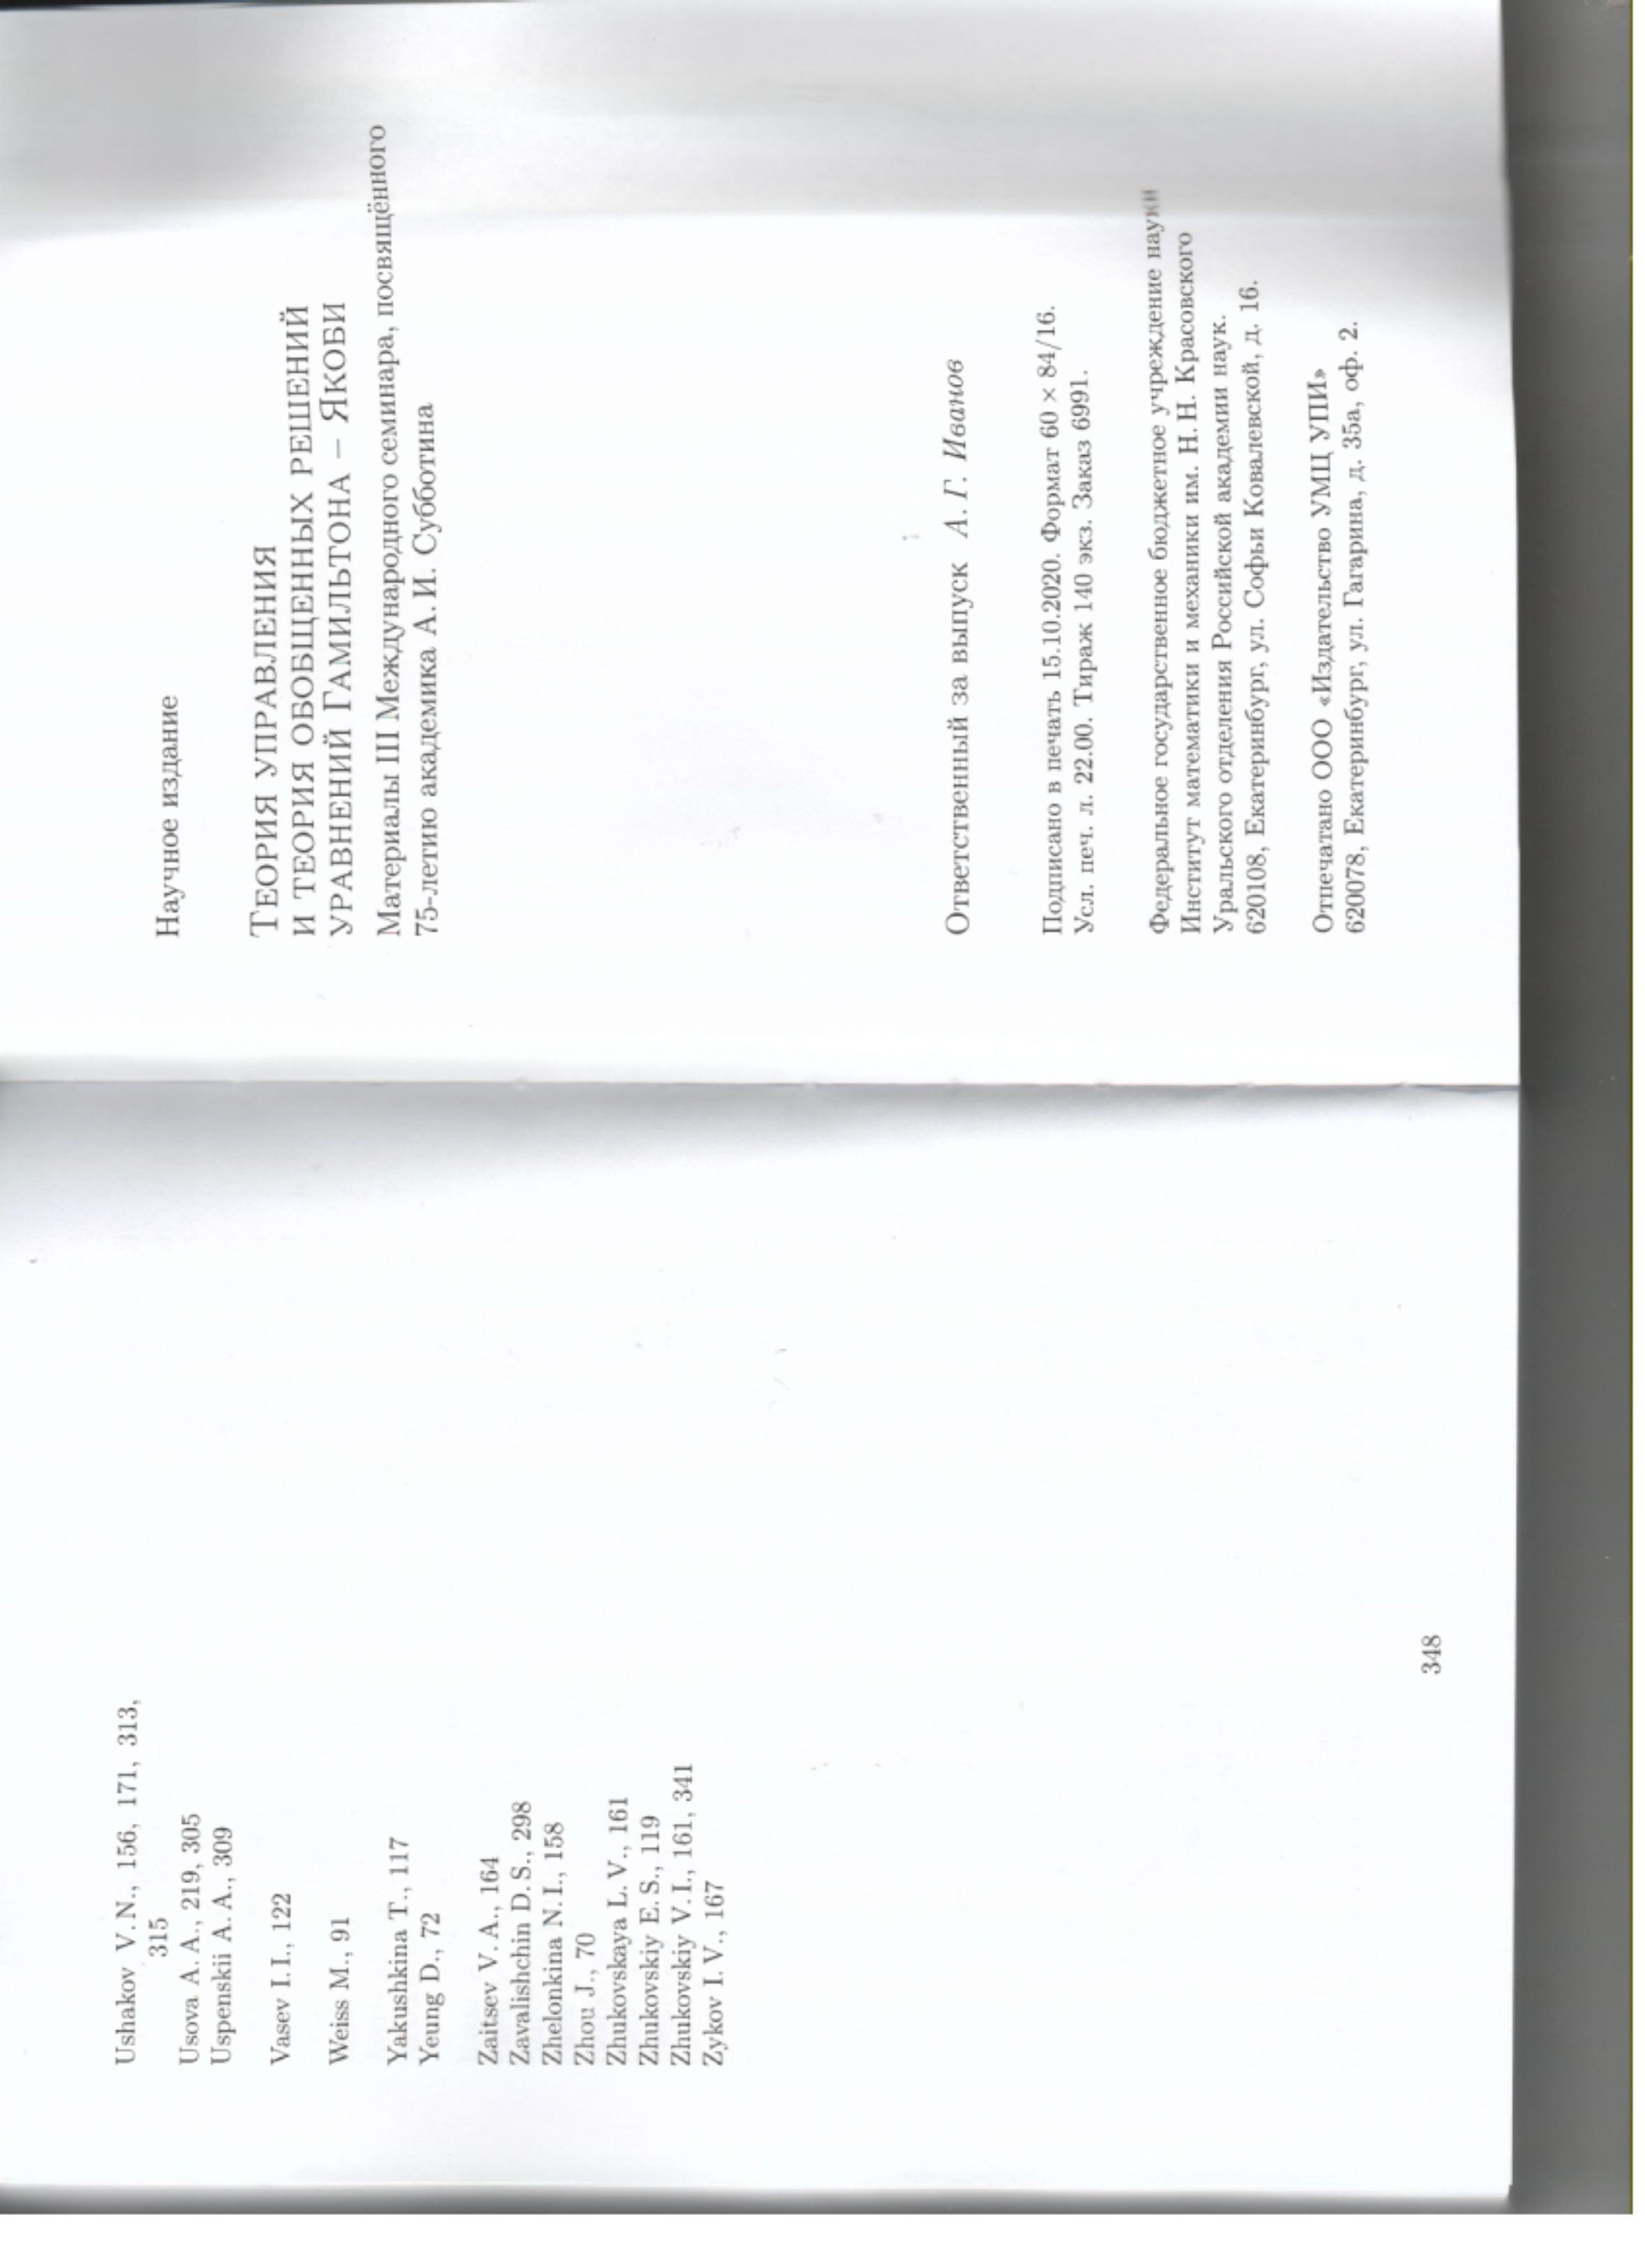 Ushakov V. N., 156, 171, 313,
315
Usova A. A., 219, 305
Uspenskii A. A., 309
Vasev I. I., 122
Weiss M., 91
Yakushkina T., 117
Yeung D., 72
Zaitsev V. A., 164
Zavalishchin D. S., 298
Zhelonkina N. I., 158
Zhou J., 70
Zhukovskaya L. V., 161
Zhukovskiy E. S., 119
Zhukovskiy V. I., 161, 341
Zykov I. V., 167
348
Научное издание
ТЕОРИЯ УПРАВЛЕНИЯ
И ТЕОРИЯ ОБОБЩЕННЫХ РЕШЕНИЙ
УРАВНЕНИЙ ГАМИЛЬТОНА – ЯКОБИ
Материалы III Международного семинара, посвящённого
75-летию академика А. И. Субботина
Ответственный за выпуск А. Г. Иванов
Подписано в печать 15.10.2020. Формат 60 × 84/16.
Усл. печ. л. 22.00. Тираж 140 экз. Заказ 6991.
Федеральное государственное бюджетное учреждение науки
Институт математики и механики им. Н. Н. Красовского
Уральского отделения Российской академии наук.
620108, Екатеринбург, ул. Софьи Ковалевской, д. 16.
Отпечатано ООО «Издательство УМЦ УПИ»
620078, Екатеринбург, ул. Гагарина, д. 35а, оф. 2.